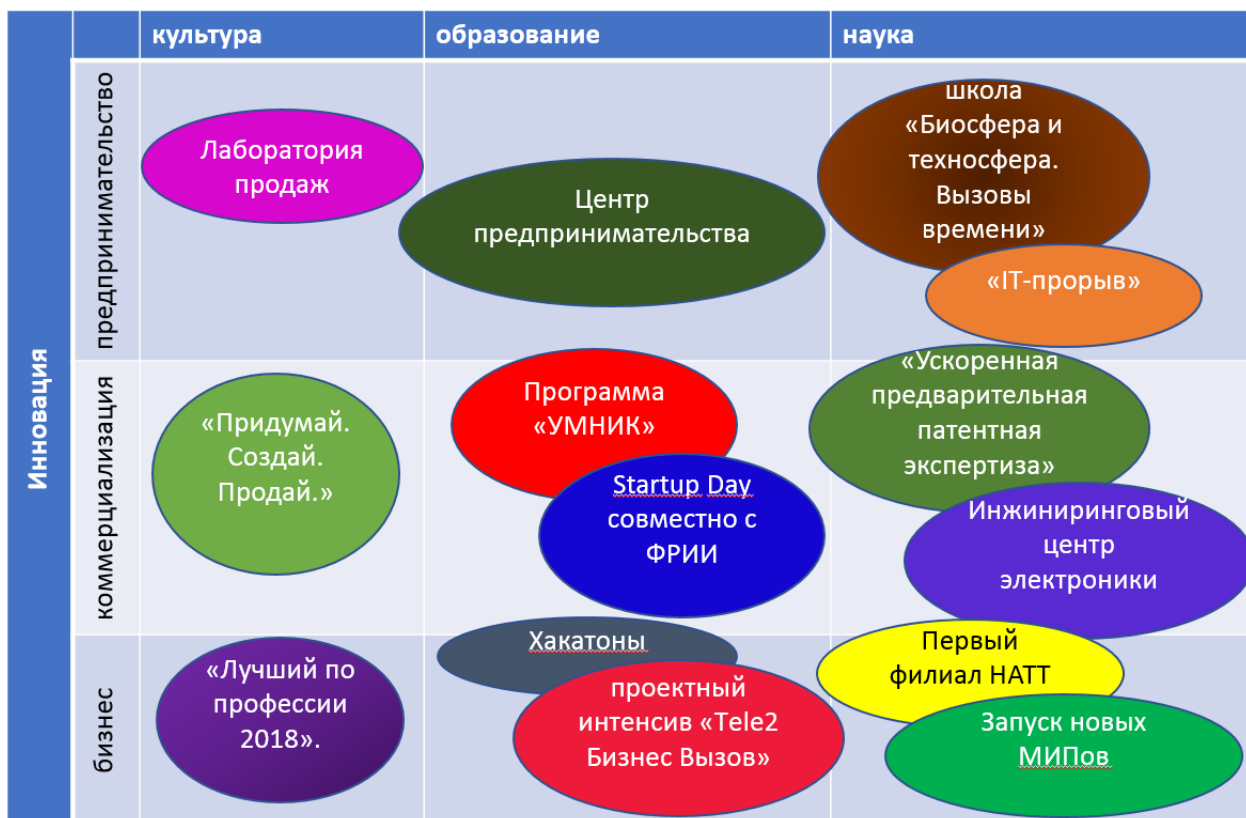 культура
образование
наука
Инновация
предпринимательство
Лаборатория
продаж
Центр
предпринимательства
школа
«Биосфера и
техносфера.
Вызовы
времени»
«IT-прорыв»
коммерциализация
«Придумай.
Создай.
Продай.»
Программа
«УМНИК»
Startup Day
совместно с
ФРИИ
«Ускоренная
предварительная
патентная
экспертиза»
Инжиниринговый
центр
электроники
бизнес
«Лучший по
профессии
2018».
Хакатоны
проектный
интенсив «Tele2
Бизнес Вызов»
Первый
филиал НАТТ
Запуск новых
МИПов